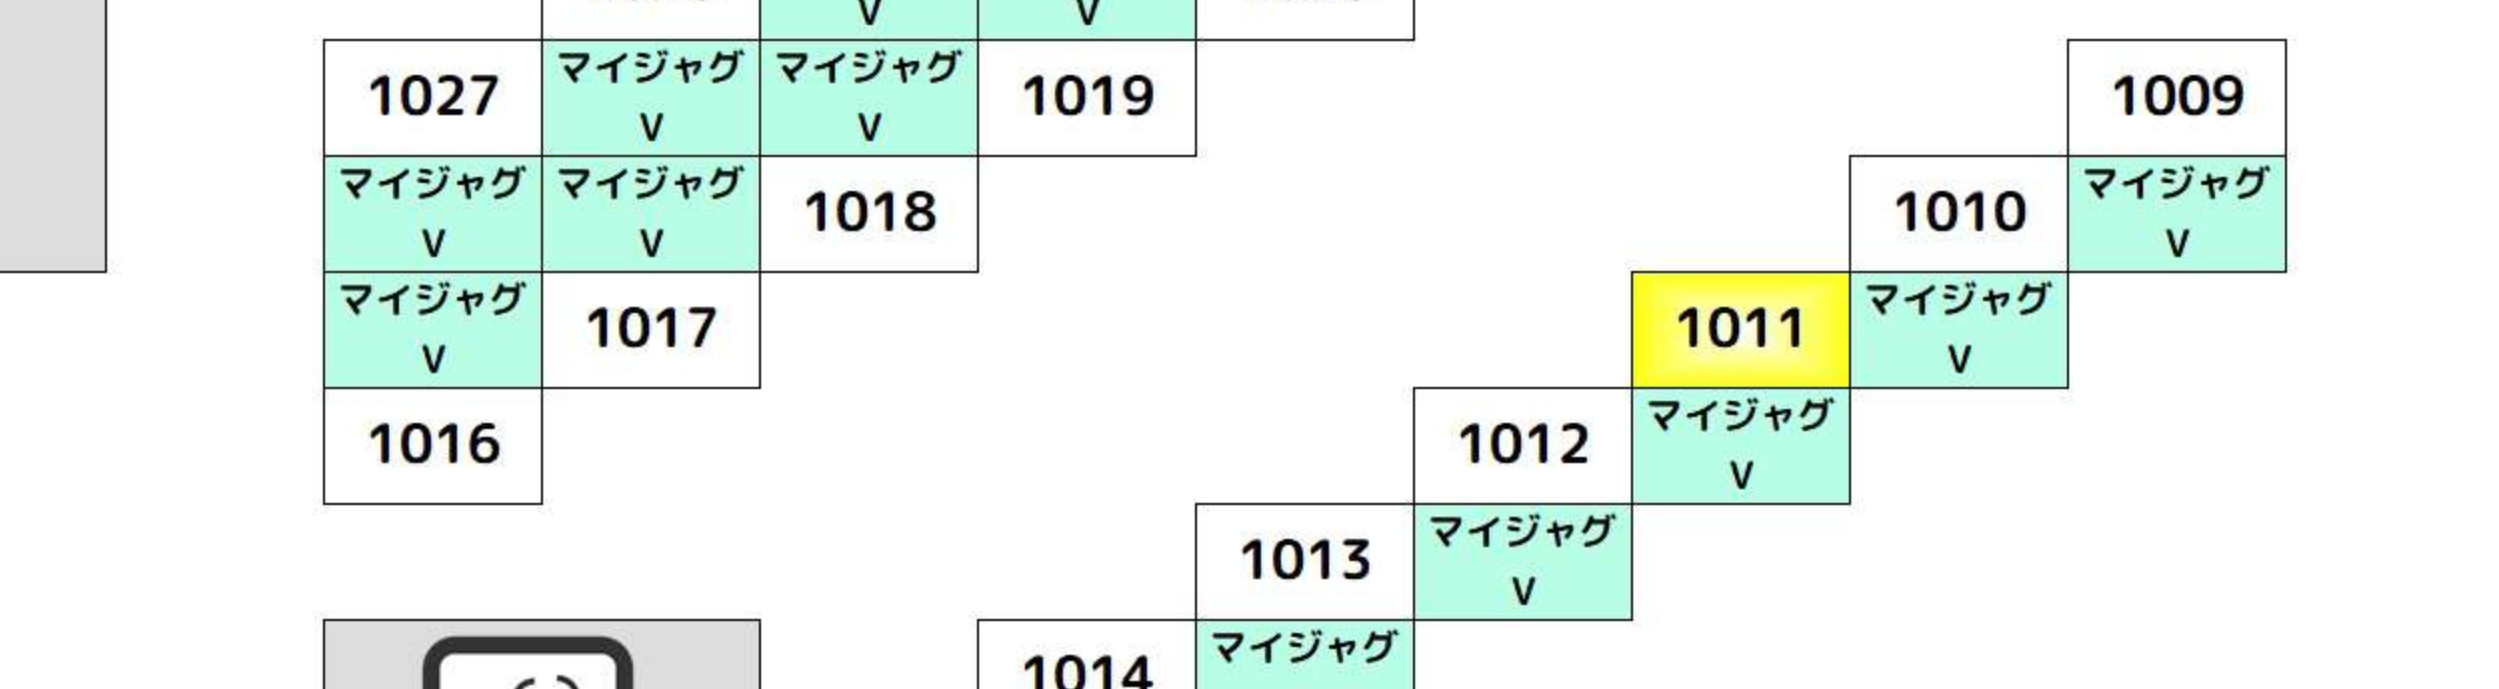 V V
1027 マイジャグ V マイジャグ V 1019 1009
マイジャグ V マイジャグ V 1018 1010 マイジャグ V
マイジャグ V 1017 1011 マイジャグ V
1016 1012 マイジャグ V
1013 マイジャグ V
1014 マイジャグ